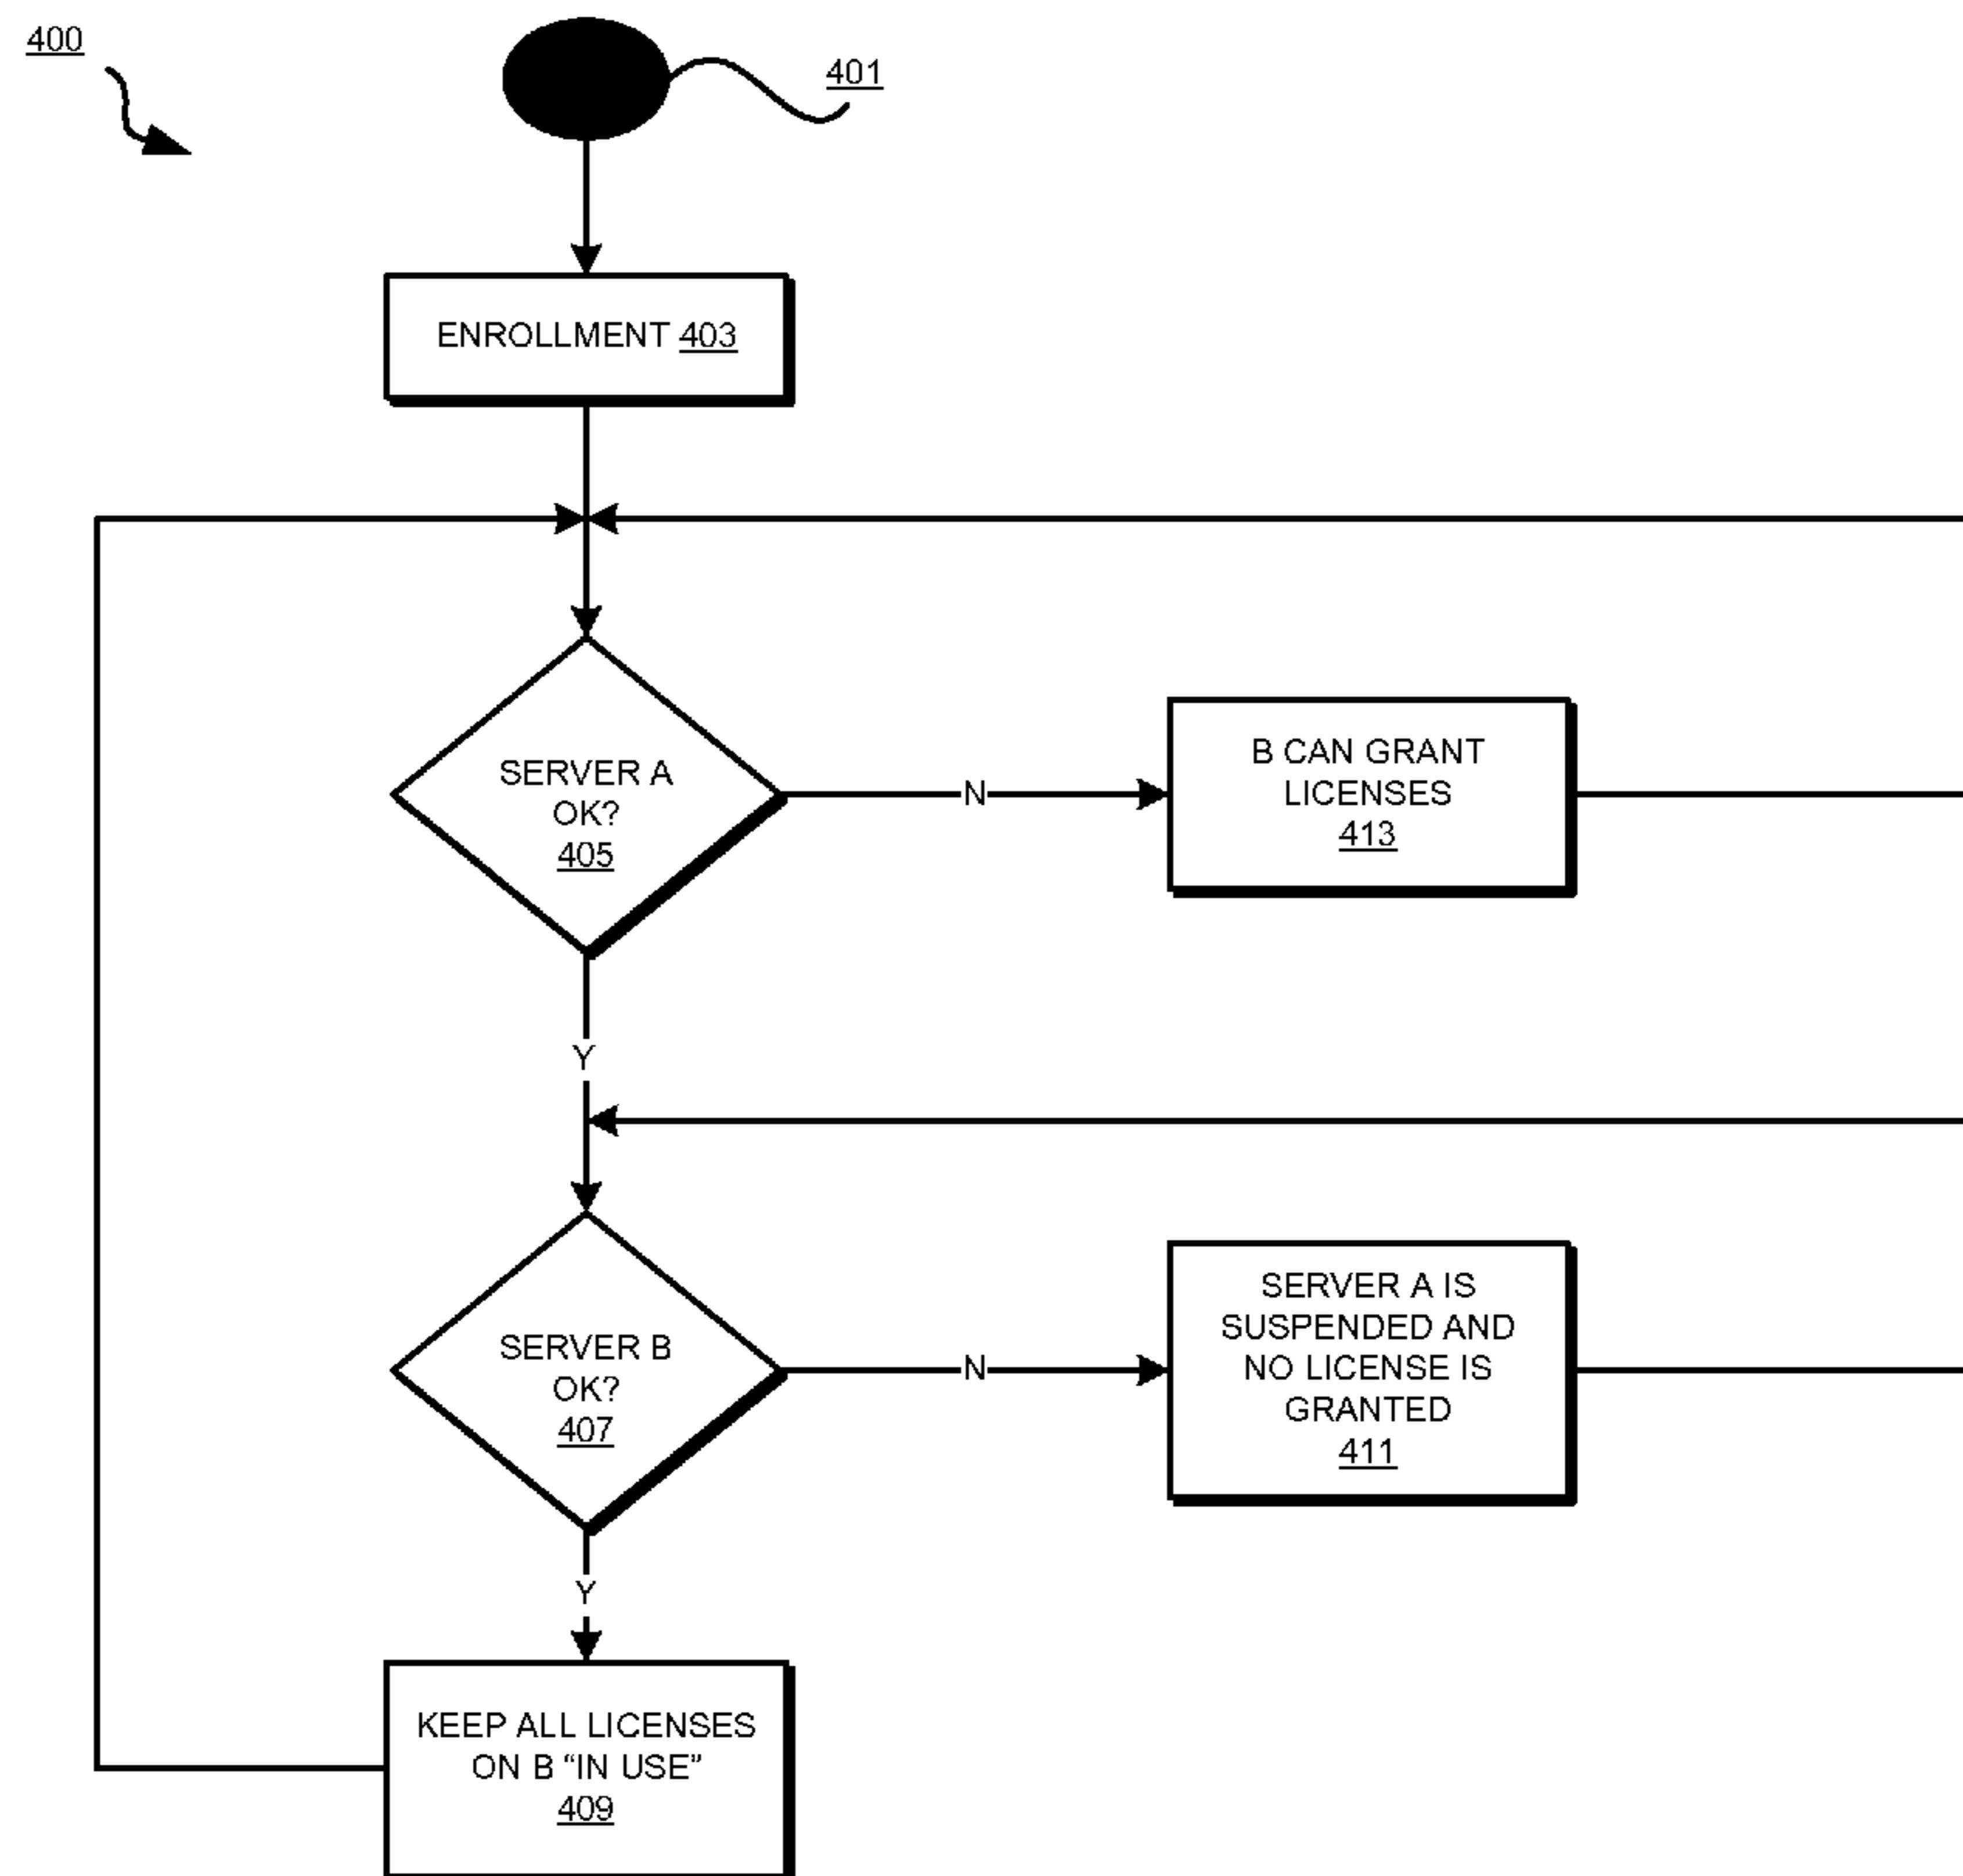 400
401
ENROLLMENT 403
SERVER A
OK?
405
N
B CAN GRANT
LICENSES
413
Y
SERVER B
OK?
407
N
SERVER A IS
SUSPENDED AND
NO LICENSE IS
GRANTED
411
Y
KEEP ALL LICENSES
ON B “IN USE”
409